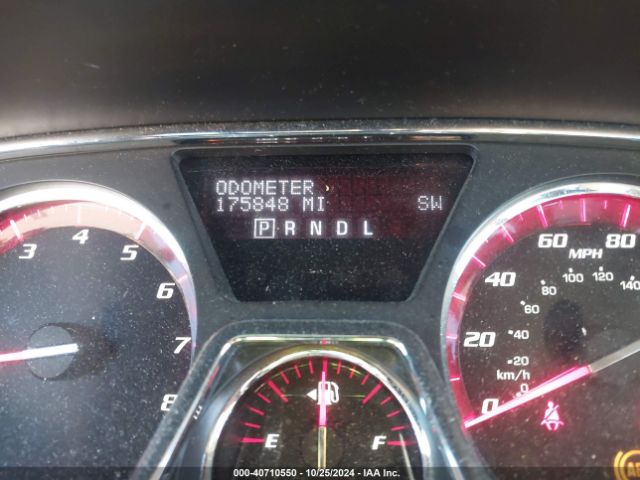 ODOMETER
175848 MI SW
P R N D L
3 4 5 6 7 8
0 20 40 60 80
MPH
0 20 40 60 80 100 120 140
km/h
E F
000-40710550 - 10/25/2024 - IAA Inc.